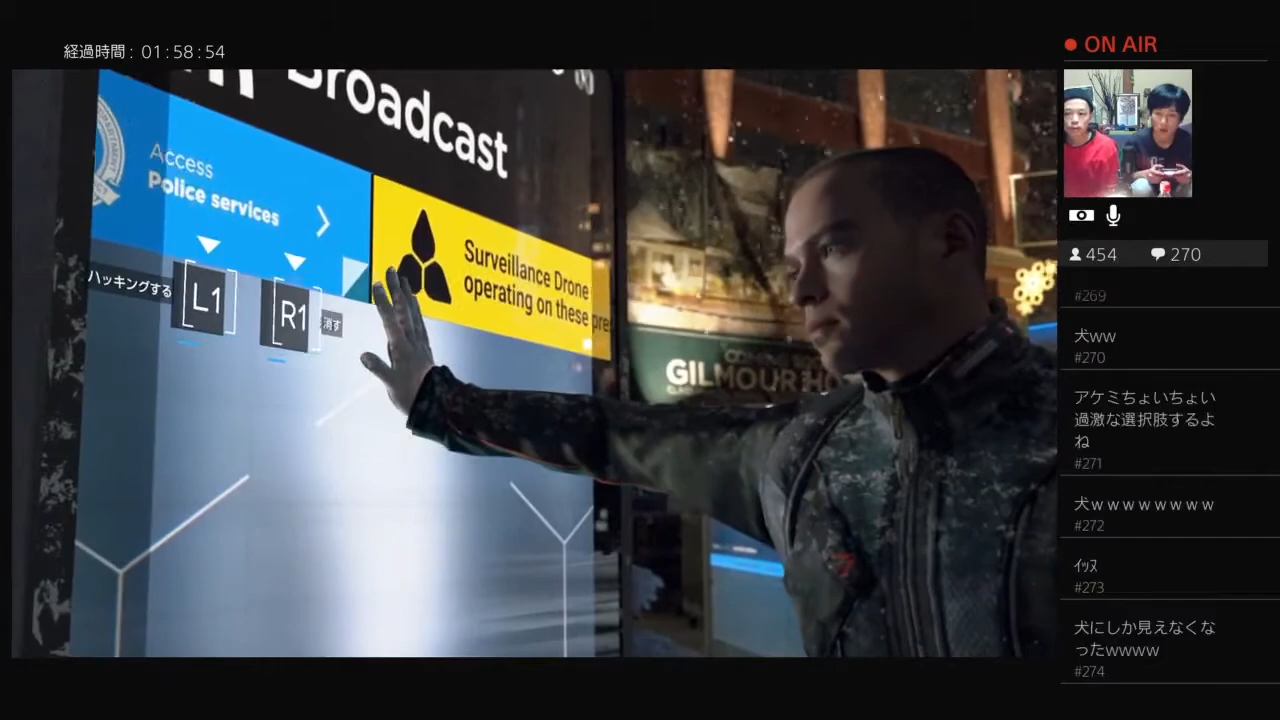 経過時間: 01:58:54
ON AIR
Broadcast
Access
Police services
Surveillance Drone
operating on these
ハッキングする
L1
R1
消す
GILMOUR
454
270
#269
犬ww
#270
アケミちょいちょい
過激な選択肢するよ
ね
#271
犬ｗｗｗｗｗｗｗｗ
#272
ｲｯﾇ
#273
犬にしか見えなくな
ったwwww
#274